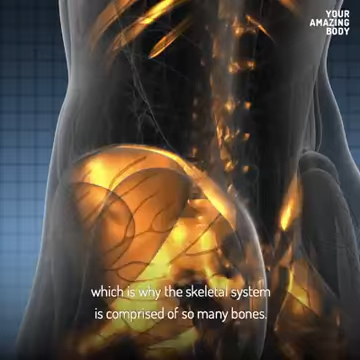 YOUR
AMAZING
BODY
which is why the skeletal system
is comprised of so many bones.